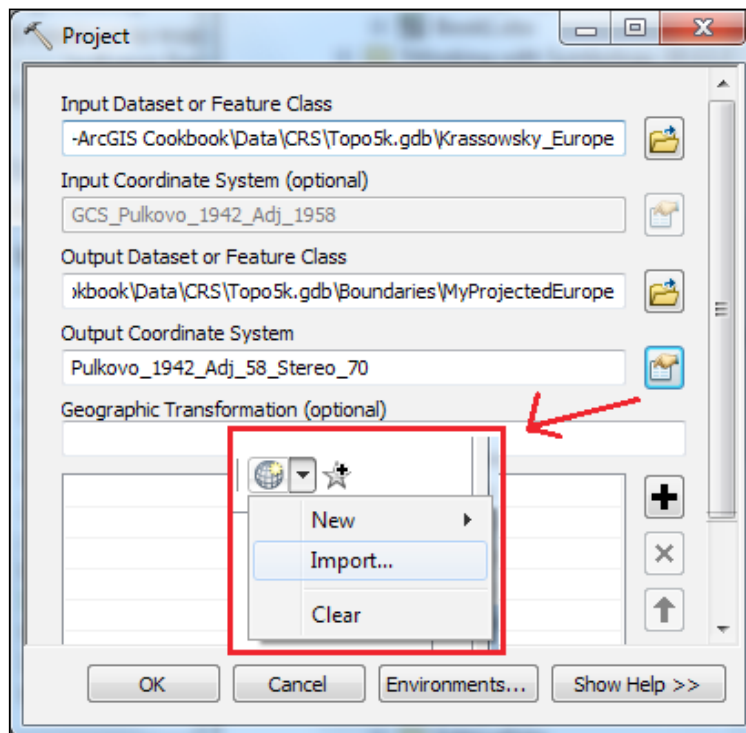 Project
Input Dataset or Feature Class
-ArcGIS Cookbook\Data\CRS\Topo5k.gdb\Krassowsky_Europe
Input Coordinate System (optional)
GCS_Pulkovo_1942_Adj_1958
Output Dataset or Feature Class
okbook\Data\CRS\Topo5k.gdb\Boundaries\MyProjectedEurope
Output Coordinate System
Pulkovo_1942_Adj_58_Stereo_70
Geographic Transformation (optional)
New
Import...
Clear
OK Cancel Environments... Show Help >>